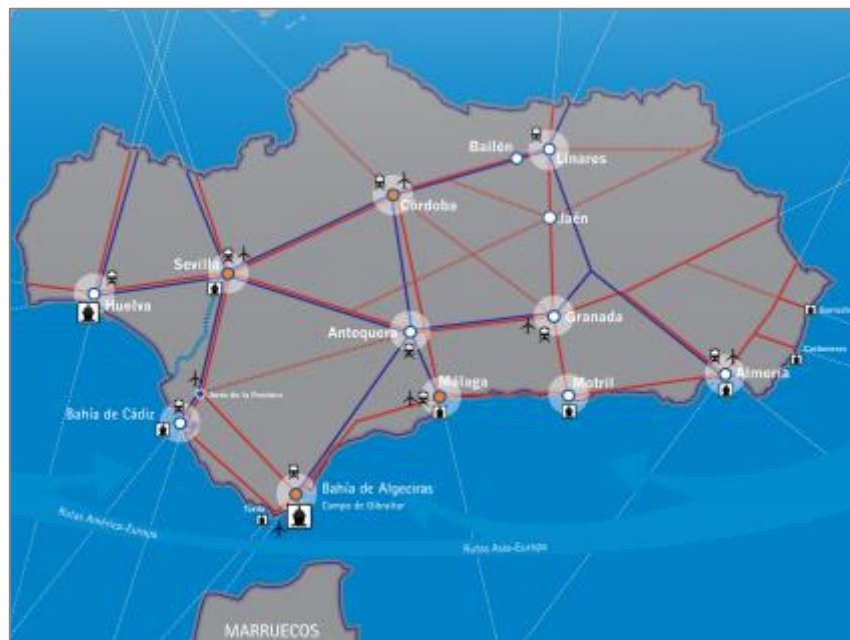 Bailén
Linares
Córdoba
Jaén
Sevilla
Huelva
Granada
Antequera
Málaga
Motril
Almería
Jerez de la Frontera
Bahía de Cádiz
Bahía de Algeciras
Campo de Gibraltar
Tarifa
Rutas América-Europa
Rutas Asia-Europa
MARRUECOS